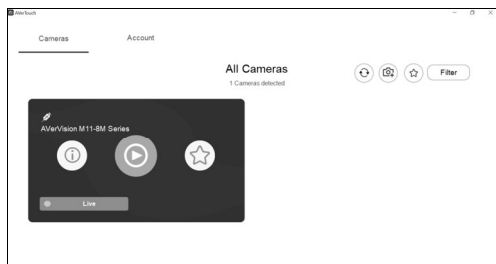 AVerTouch
Cameras Account
All Cameras
1 Cameras detected
Filter
AVerVision M11-8M Series
Live